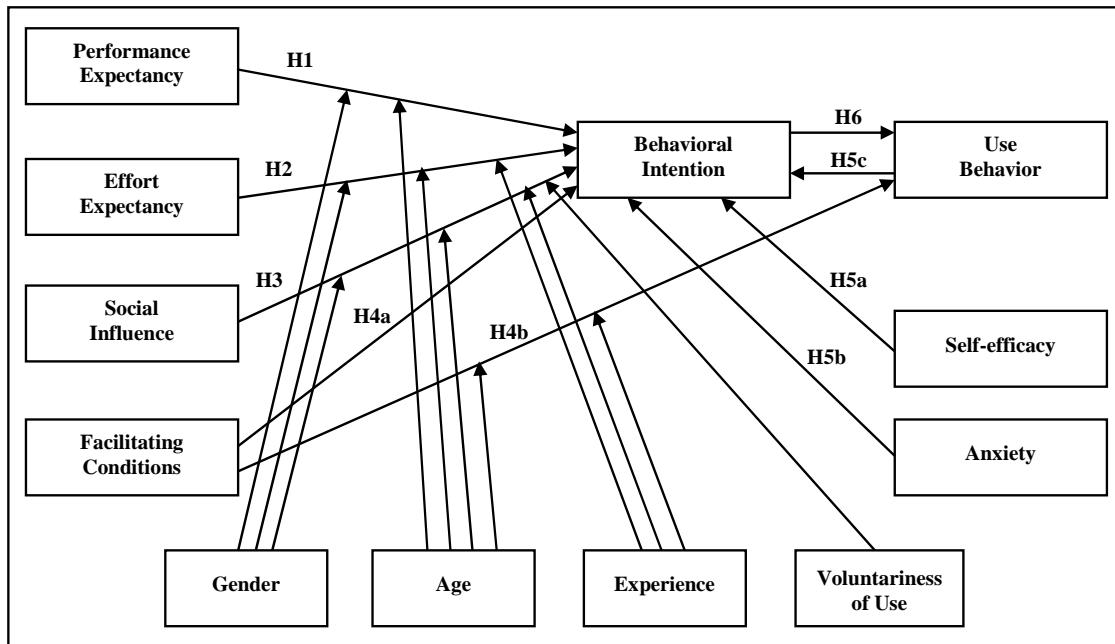 Performance
Expectancy
H1
Behavioral
Intention
H6
H5c
Use
Behavior
Effort
Expectancy
H2
Social
Influence
H3
H4a
H4b
H5a
H5b
Self-efficacy
Facilitating
Conditions
Anxiety
Gender
Age
Experience
Voluntariness
of Use